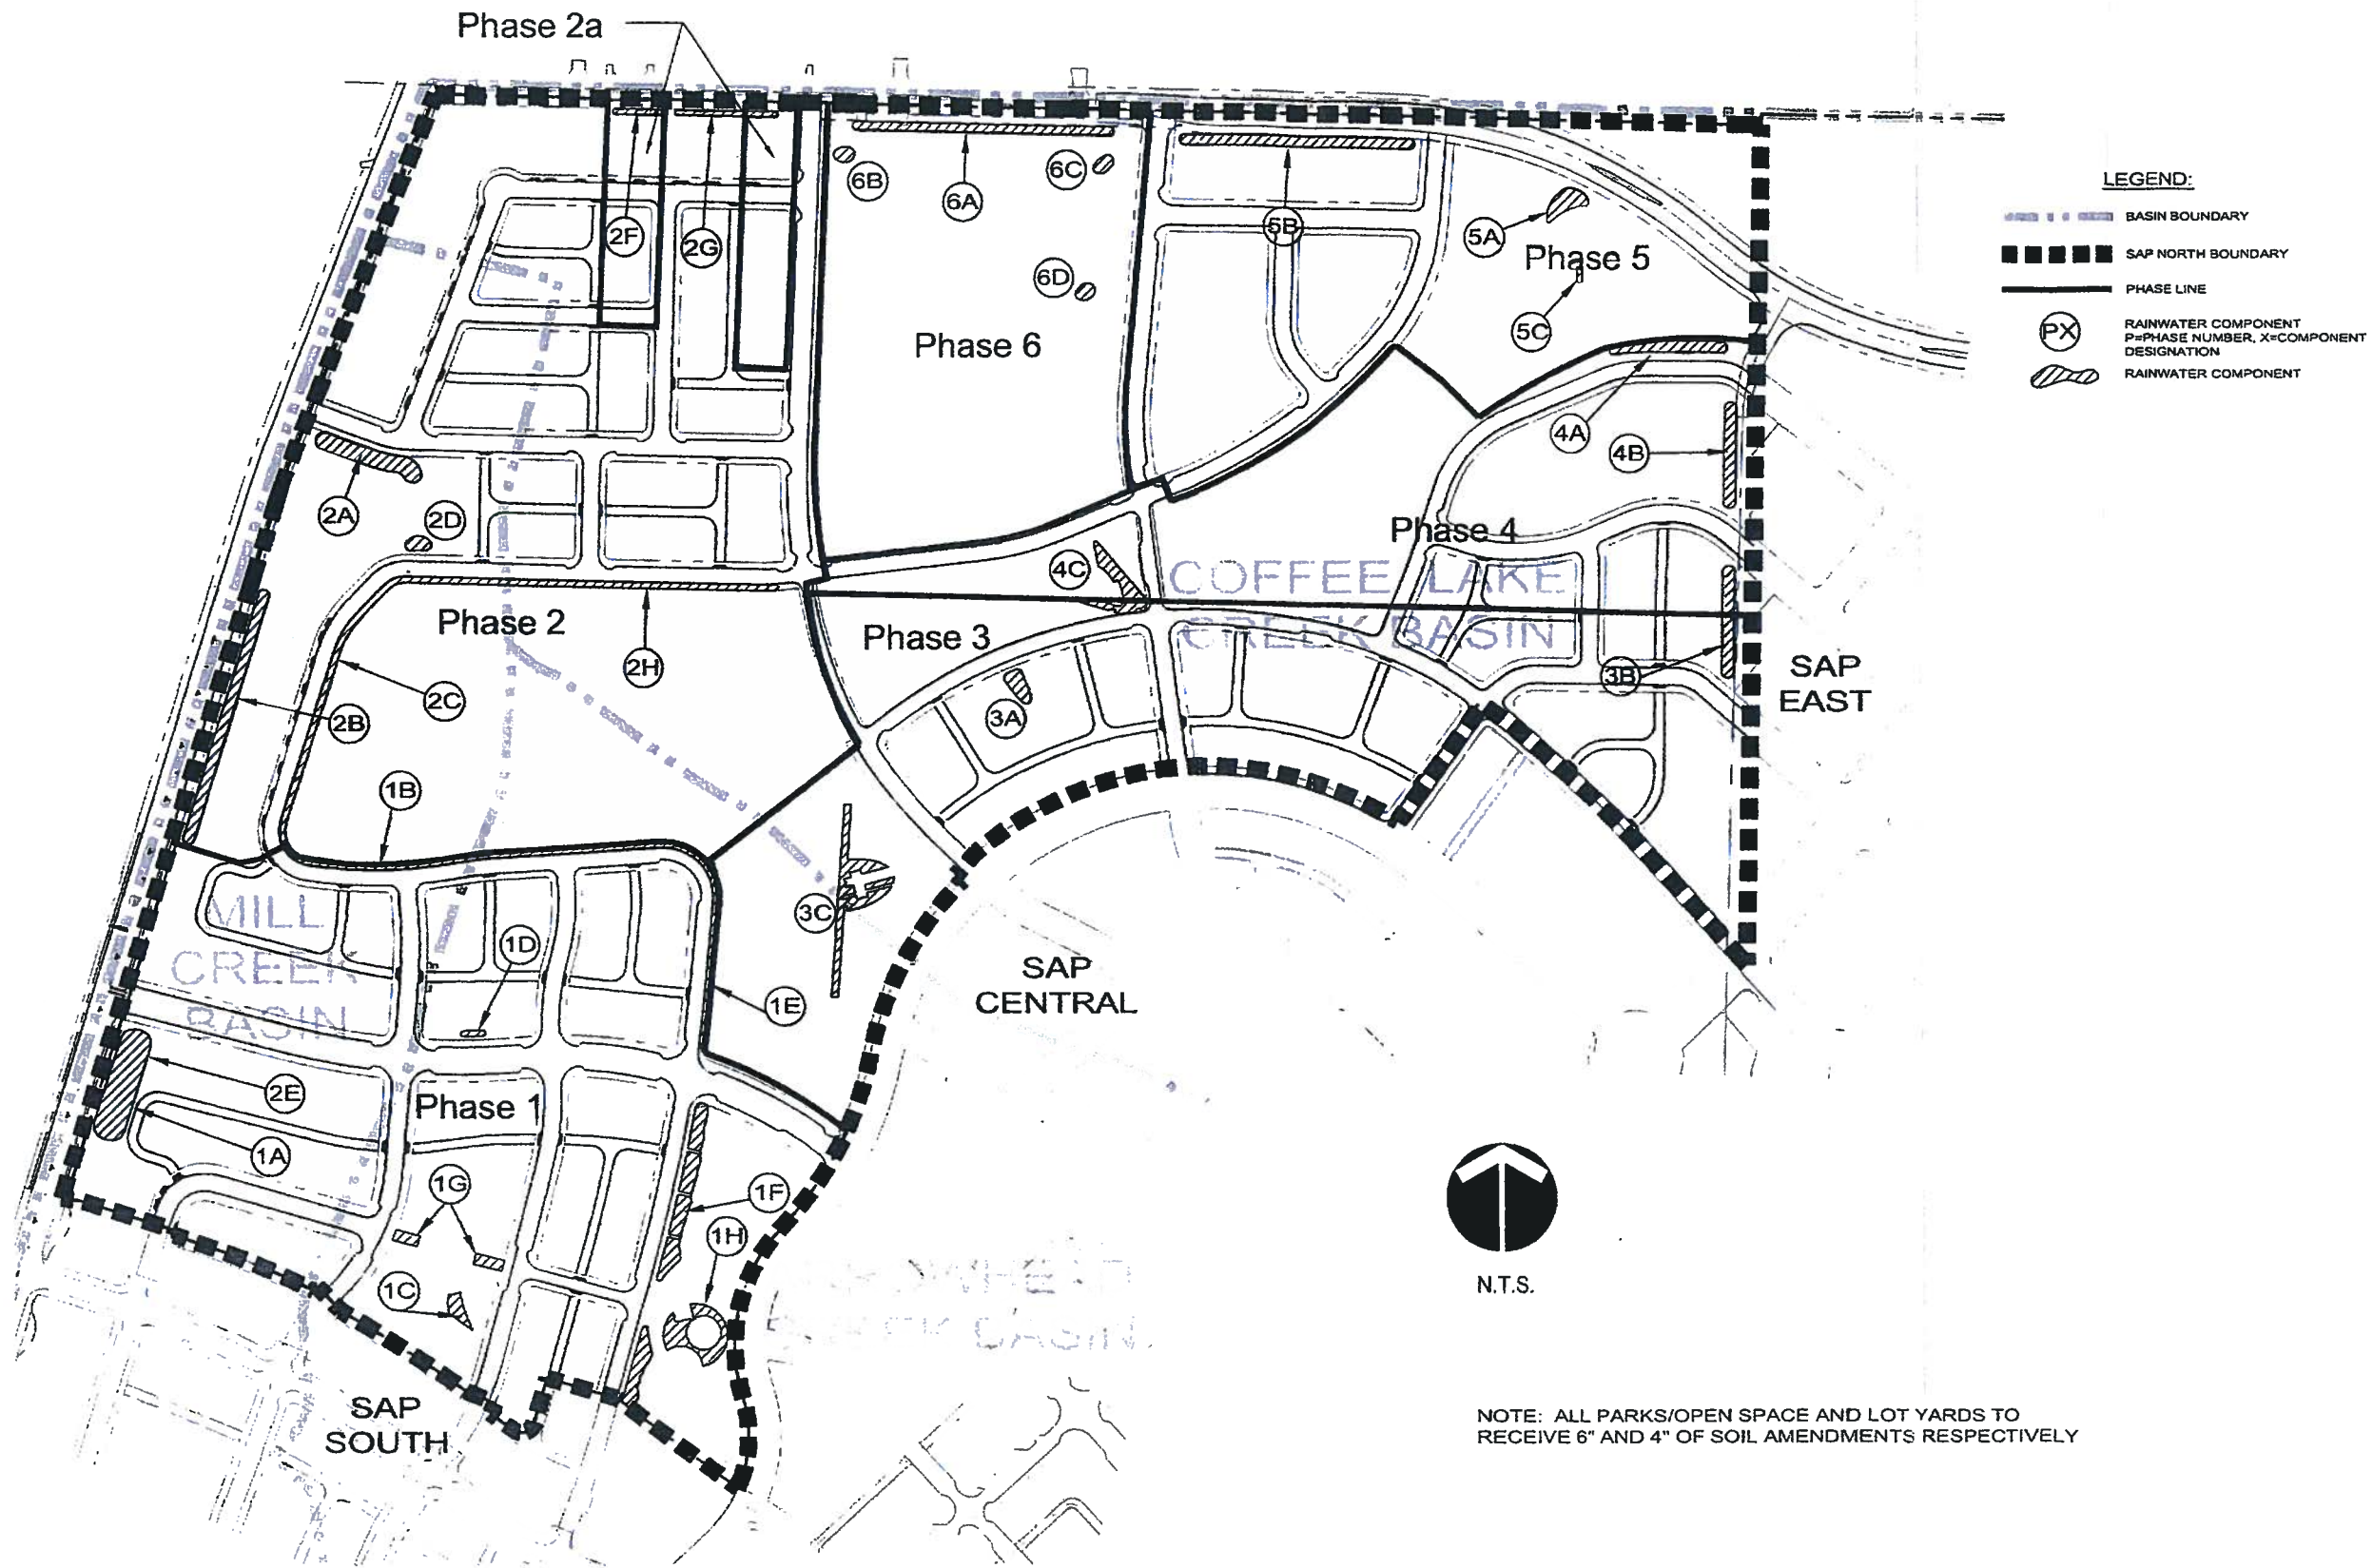 Phase 2a
LEGEND:
BASIN BOUNDARY
SAP NORTH BOUNDARY
PHASE LINE
PX
RAINWATER COMPONENT
P=PHASE NUMBER, X=COMPONENT
DESIGNATION
RAINWATER COMPONENT
6B
6A
6C
5B
5A
2F
2G
Phase 5
6D
5C
Phase 6
4A
4B
2A
2D
Phase 4
4C
COFFEE LAKE
CREEK BASIN
Phase 2
Phase 3
2H
3B
SAP
EAST
2C
2B
3A
1B
MILL
CREEK
BASIN
3C
1D
SAP
CENTRAL
1E
2E
Phase 1
1A
1G
1F
1H
1C
N.T.S.
SAP
SOUTH
NOTE: ALL PARKS/OPEN SPACE AND LOT YARDS TO
RECEIVE 6" AND 4" OF SOIL AMENDMENTS RESPECTIVELY